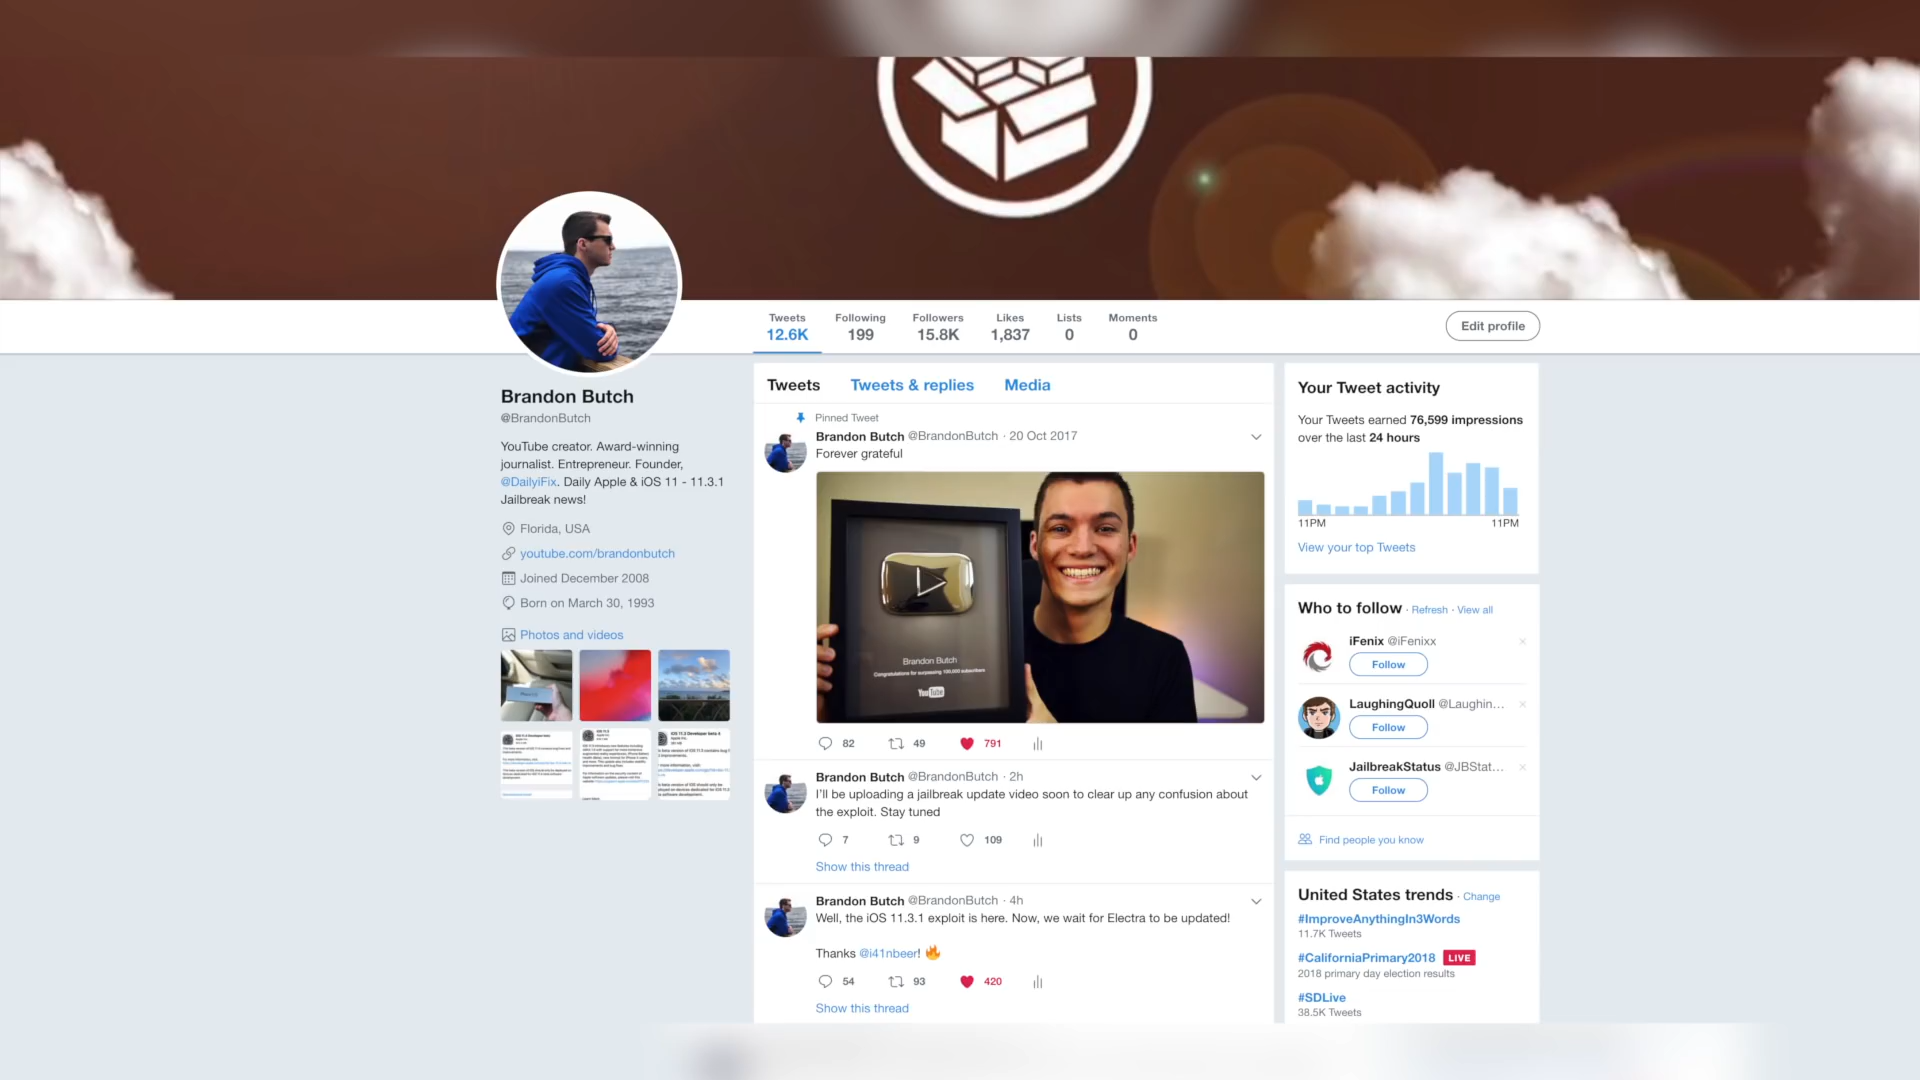 Tweets
12.6K
Following
199
Followers
15.8K
Likes
1,837
Lists
0
Moments
0
Edit profile
Brandon Butch
@BrandonButch
YouTube creator. Award-winning
journalist. Entrepreneur. Founder,
@DailyiFix. Daily Apple & iOS 11 - 11.3.1
Jailbreak news!
Florida, USA
youtube.com/brandonbutch
Joined December 2008
Born on March 30, 1993
Photos and videos
Tweets Tweets & replies Media
Pinned Tweet
Brandon Butch @BrandonButch · 20 Oct 2017
Forever grateful
Brandon Butch
Congratulations for surpassing 100,000 subscribers
YouTube
82 49 791
Brandon Butch @BrandonButch · 2h
I'll be uploading a jailbreak update video soon to clear up any confusion about
the exploit. Stay tuned
7 9 109
Show this thread
Brandon Butch @BrandonButch · 4h
Well, the iOS 11.3.1 exploit is here. Now, we wait for Electra to be updated!
Thanks @i41nbeer! 🔥
54 93 420
Show this thread
Your Tweet activity
Your Tweets earned 76,599 impressions
over the last 24 hours
11PM 11PM
View your top Tweets
Who to follow · Refresh · View all
iFenix @iFenixx
Follow
LaughingQuoll @Laughin...
Follow
JailbreakStatus @JBStat...
Follow
Find people you know
United States trends · Change
#ImproveAnythingIn3Words
11.7K Tweets
#CaliforniaPrimary2018 LIVE
2018 primary day election results
#SDLive
38.5K Tweets